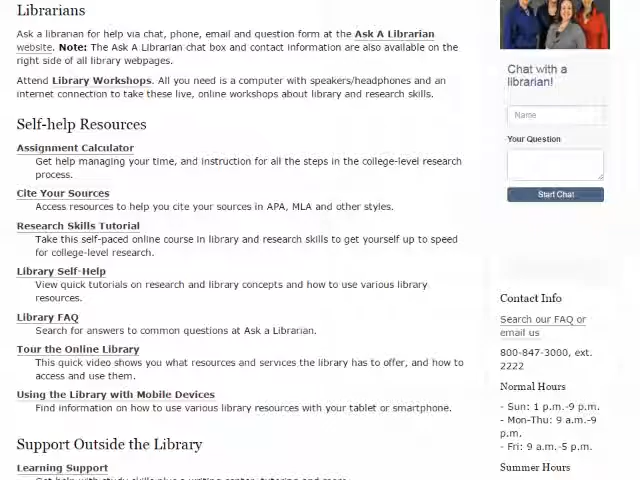 Librarians
Ask a librarian for help via chat, phone, email and question form at the Ask A Librarian
website. Note: The Ask A Librarian chat box and contact information are also available on the
right side of all library webpages.
Attend Library Workshops. All you need is a computer with speakers/headphones and an
internet connection to take these live, online workshops about library and research skills.
Self-help Resources
Assignment Calculator
Get help managing your time, and instruction for all the steps in the college-level research
process.
Cite Your Sources
Access resources to help you cite your sources in APA, MLA and other styles.
Research Skills Tutorial
Take this self-paced online course in library and research skills to get yourself up to speed
for college-level research.
Library Self-Help
View quick tutorials on research and library concepts and how to use various library
resources.
Library FAQ
Search for answers to common questions at Ask a Librarian.
Tour the Online Library
This quick video shows you what resources and services the library has to offer, and how to
access and use them.
Using the Library with Mobile Devices
Find information on how to use various library resources with your tablet or smartphone.
Support Outside the Library
Learning Support
Get help with study skills plus a writing center, tutoring and more.
Chat with a
librarian!
Name
Your Question
Start Chat
Contact Info
Search our FAQ or
email us
800-847-3000, ext.
2222
Normal Hours
- Sun: 1 p.m.-9 p.m.
- Mon-Thu: 9 a.m.-9
p.m.
- Fri: 9 a.m.-5 p.m.
Summer Hours